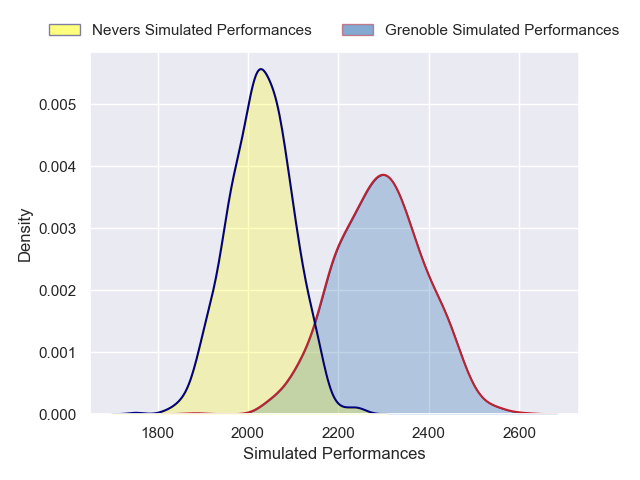 Nevers Simulated Performances
Grenoble Simulated Performances
0.005
0.004
0.003
0.002
0.001
0.000
Density
1800
2000
2200
2400
2600
Simulated Performances